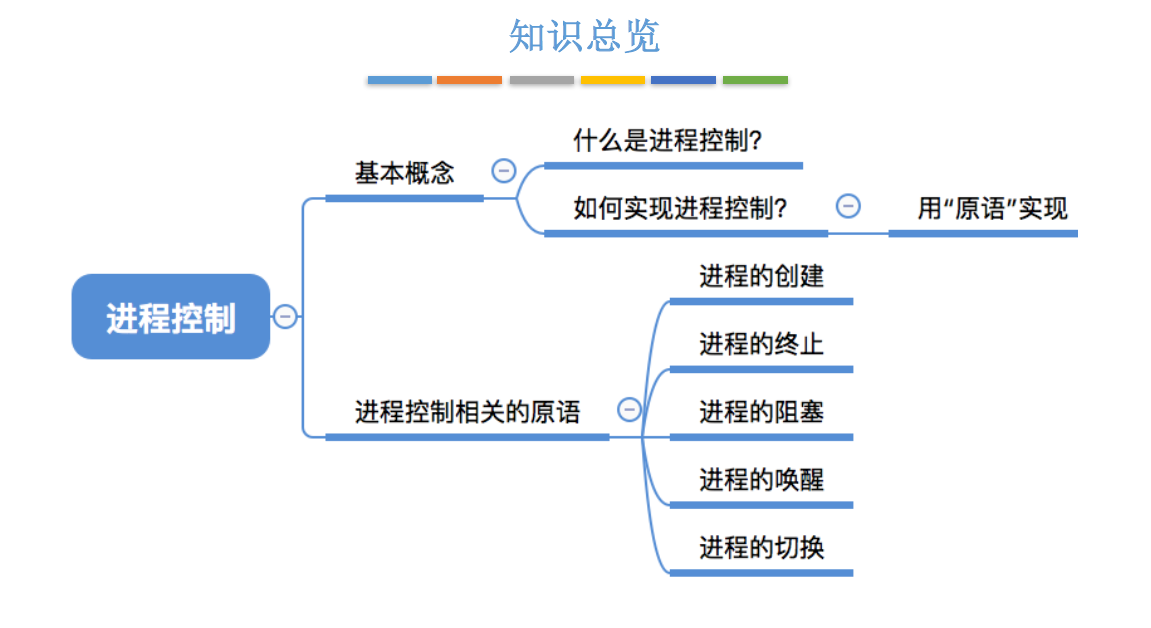 知识总览
什么是进程控制?
基本概念
如何实现进程控制?
用“原语”实现
进程控制
进程控制相关的原语
进程的创建
进程的终止
进程的阻塞
进程的唤醒
进程的切换